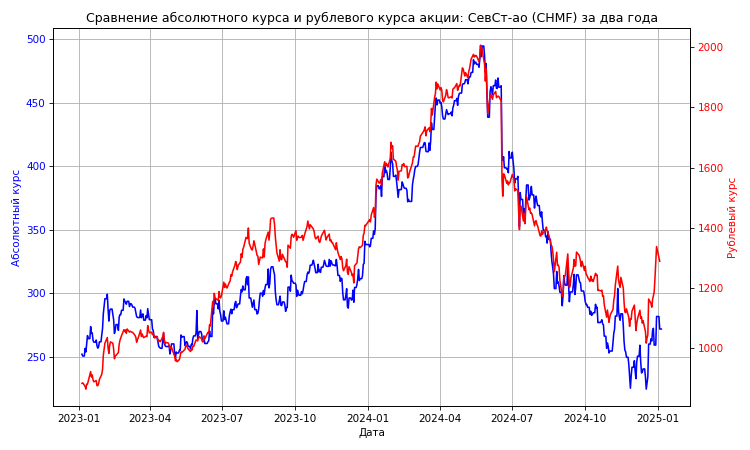 Сравнение абсолютного курса и рублевого курса акции: СевСт-ао (CHMF) за два года
500
450
400
350
300
250
Абсолютный курс
2000
1800
1600
1400
1200
1000
Рублевый курс
2023-01 2023-04 2023-07 2023-10 2024-01 2024-04 2024-07 2024-10 2025-01
Дата